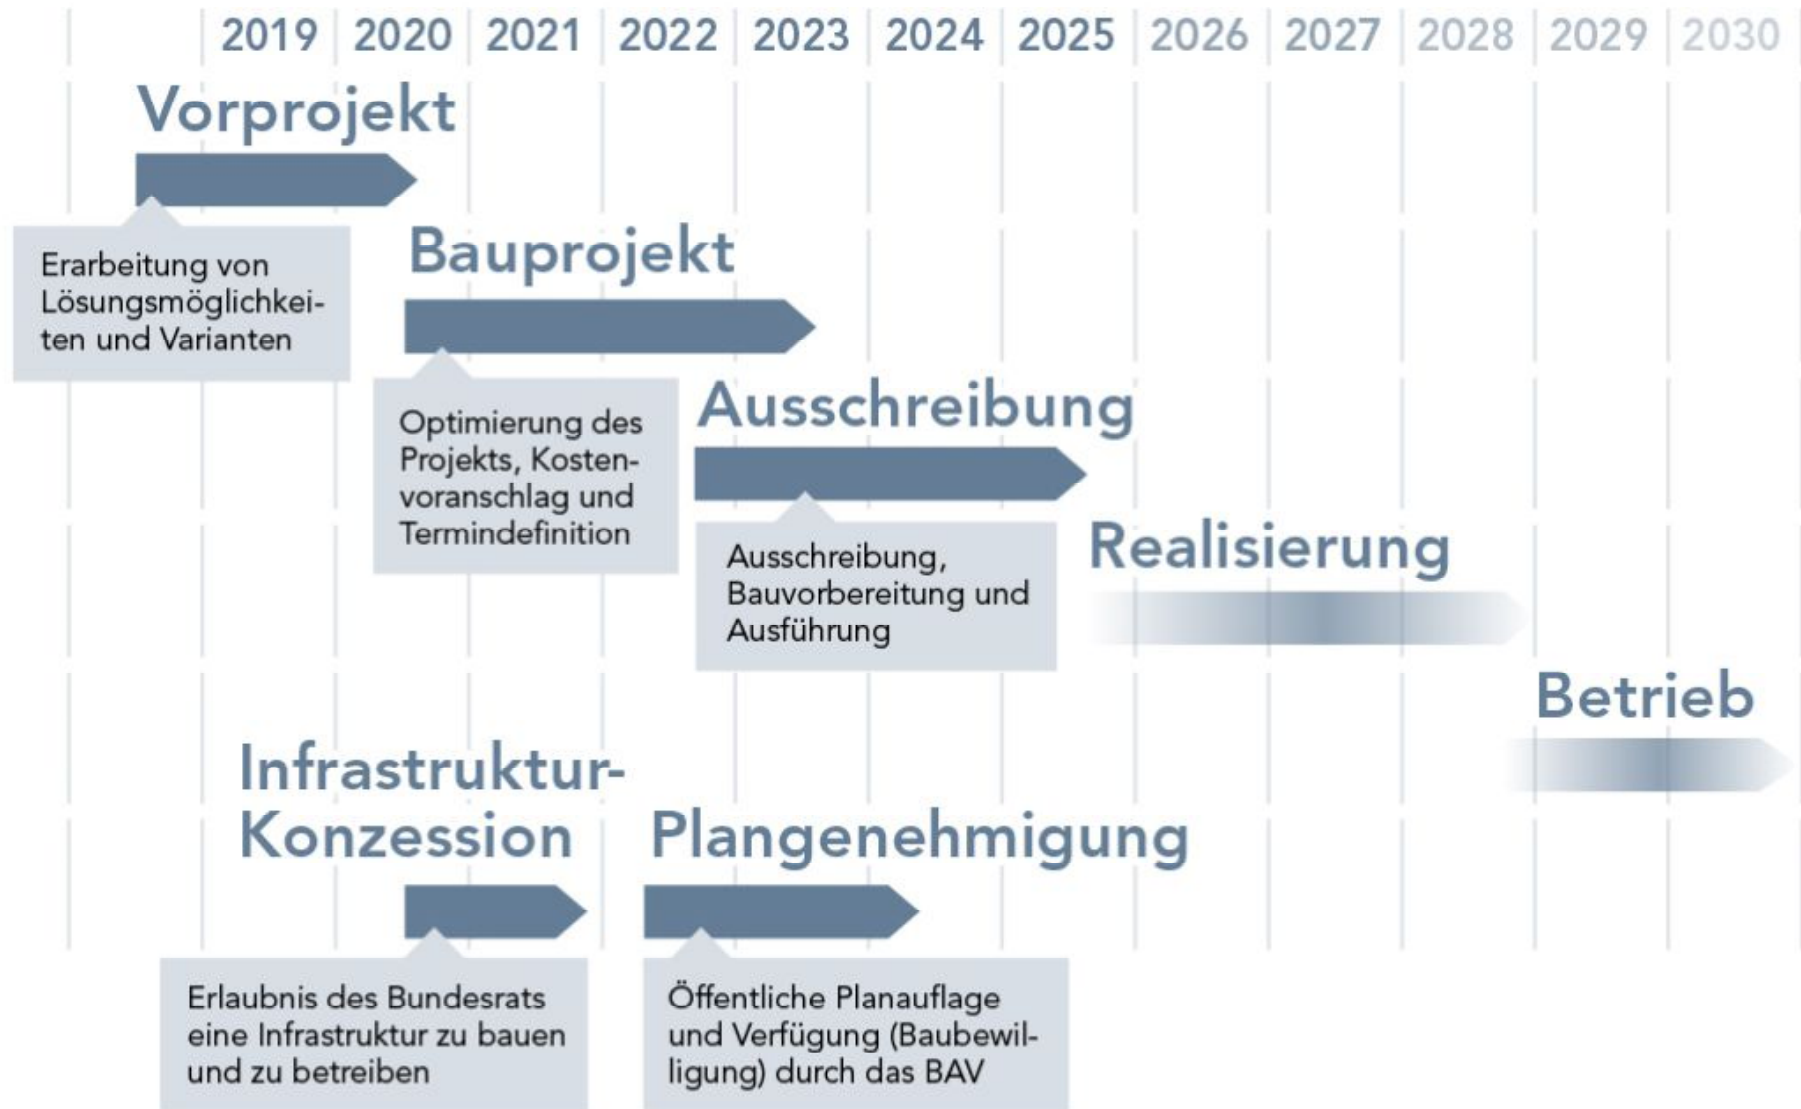 2019 2020 2021 2022 2023 2024 2025 2026 2027 2028 2029 2030
Vorprojekt
Erarbeitung von
Lösungsmöglichkei-
ten und Varianten
Bauprojekt
Optimierung des
Projekts, Kosten-
voranschlag und
Termindefinition
Ausschreibung
Ausschreibung,
Bauvorbereitung und
Ausführung
Realisierung
Betrieb
Infrastruktur-
Konzession
Erlaubnis des Bundesrats
eine Infrastruktur zu bauen
und zu betreiben
Plangenehmigung
Öffentliche Planauflage
und Verfügung (Baubewil-
ligung) durch das BAV